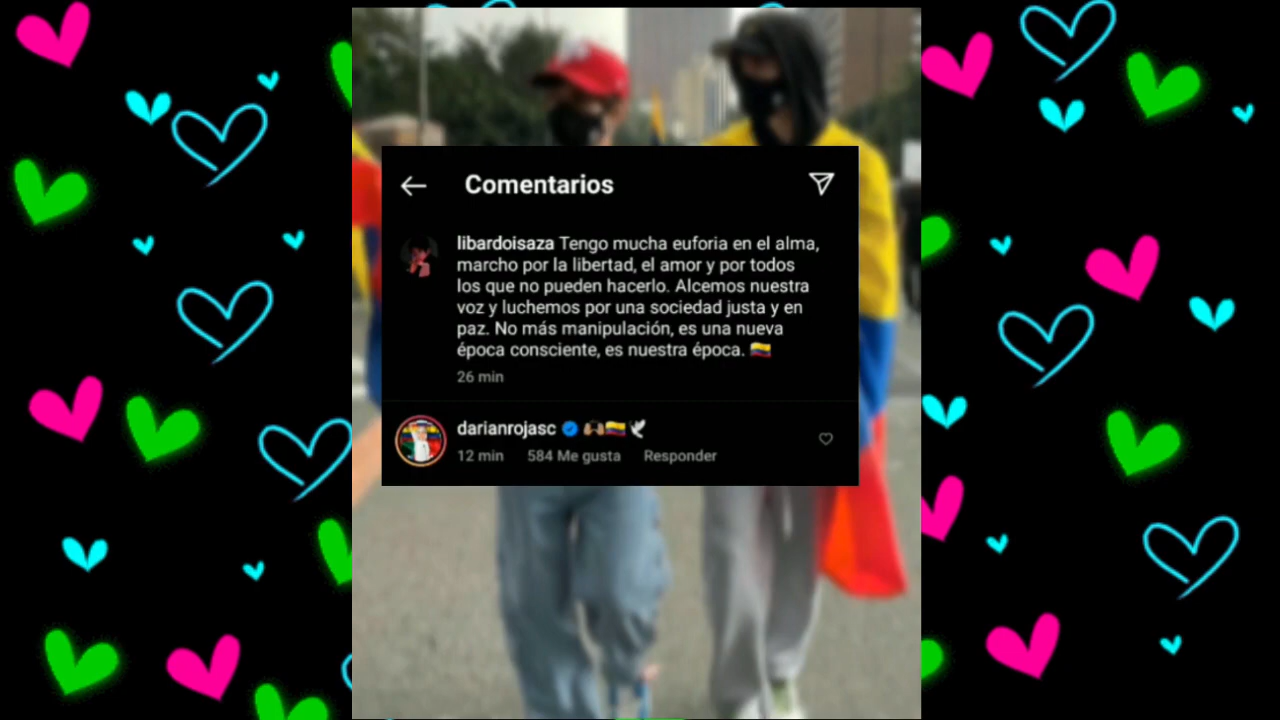 Comentarios
libardoisaza Tengo mucha euforia en el alma,
marcho por la libertad, el amor y por todos
los que no pueden hacerlo. Alcemos nuestra
voz y luchemos por una sociedad justa y en
paz. No más manipulación, es una nueva
época consciente, es nuestra época. 🇨🇴
26 min
darianrojasc 🙌🏽🇨🇴🕊️
12 min 584 Me gusta Responder